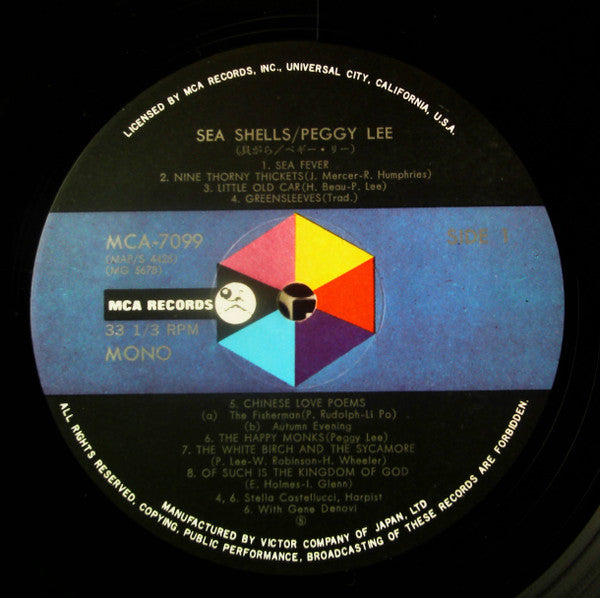 LICENSED BY MCA RECORDS, INC., UNIVERSAL CITY, CALIFORNIA, U.S.A.
SEA SHELLS/PEGGY LEE
(貝がら/ペギー・リー)
1. SEA FEVER
2. NINE THORNY THICKETS(J. Mercer-R. Humphries)
3. LITTLE OLD CAR(H. Beau-P. Lee)
4. GREENSLEEVES(Trad.)
MCA-7099
SIDE 1
(MAP/S 4426)
(MG 5678)
MCA RECORDS
33 1/3 RPM
MONO
5. CHINESE LOVE POEMS
(a) The Fisherman(P. Rudolph-Li Po)
(b) Autumn Evening
6. THE HAPPY MONKS(Peggy Lee)
7. THE WHITE BIRCH AND THE SYCAMORE
(P. Lee-W. Robinson-H. Wheeler)
8. OF SUCH IS THE KINGDOM OF GOD
(E. Holmes-I. Glenn)
4, 6. Stella Castellucci, Harpist
6. With Gene Denovi
Ⓢ
MANUFACTURED BY VICTOR COMPANY OF JAPAN, LTD
ALL RIGHTS RESERVED. COPYING, PUBLIC PERFORMANCE, BROADCASTING OF THESE RECORDS ARE FORBIDDEN.